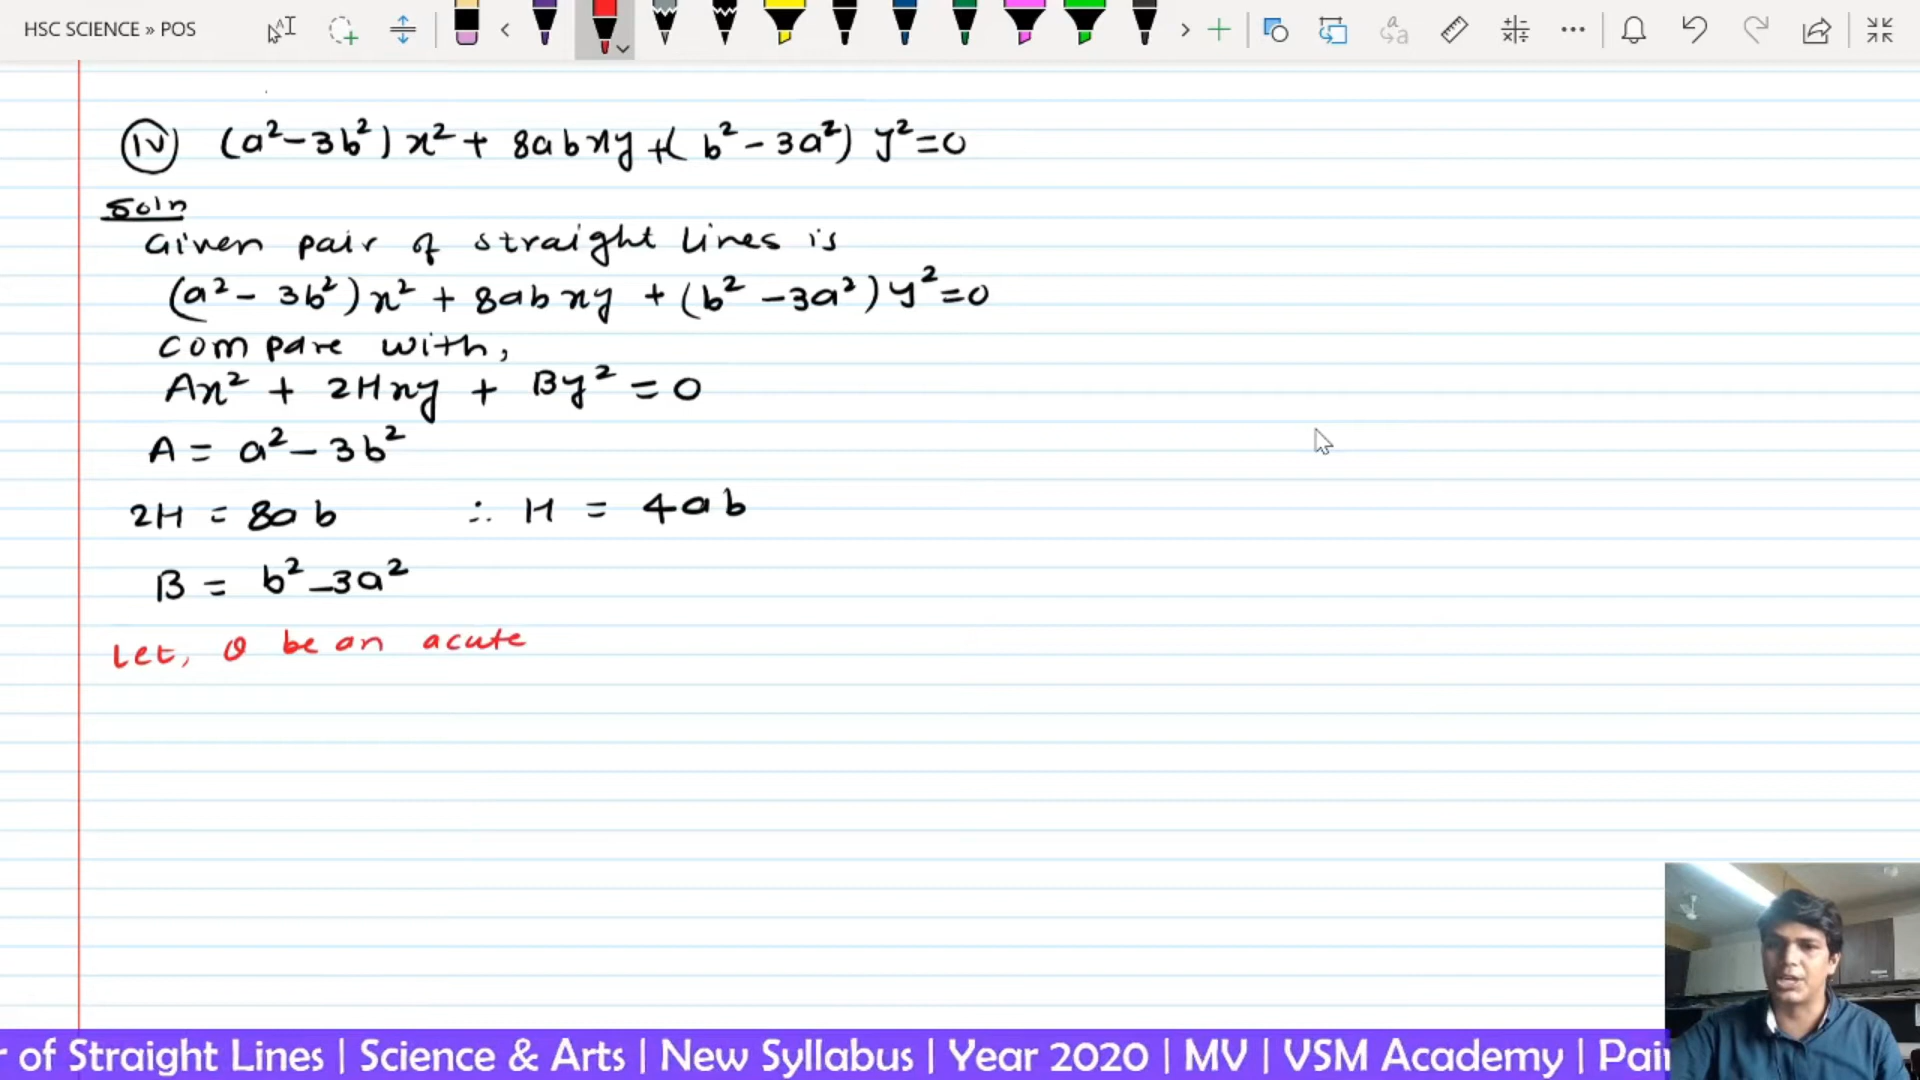 HSC SCIENCE » POS
(iv) (a²-3b²) x² + 8abxy +( b² - 3a²) y²=0
Soln
Given pair of straight lines is
(a² - 3b²) x² + 8abxy + (b² - 3a²) y²=0
compare with,
Ax² + 2Hxy + By² = 0
A = a² - 3b²
2H = 8ab ∴ H = 4ab
B = b² - 3a²
Let, θ be an acute
r of Straight Lines | Science & Arts | New Syllabus | Year 2020 | MV | VSM Academy | Pai